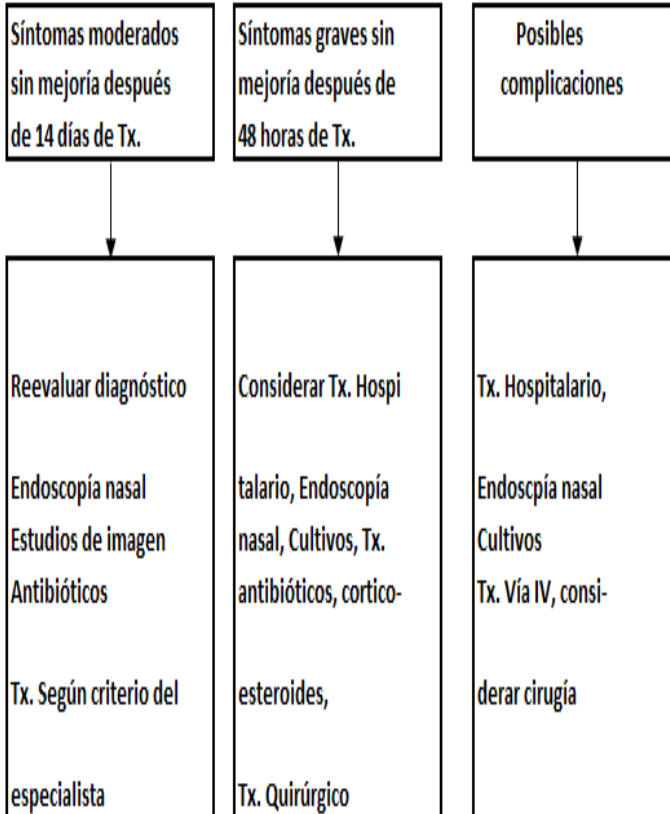 Síntomas moderados
sin mejoría después
de 14 días de Tx.
Síntomas graves sin
mejoría después de
48 horas de Tx.
Posibles
complicaciones
Reevaluar diagnóstico
Endoscopía nasal
Estudios de imagen
Antibióticos
Tx. Según criterio del
especialista
Considerar Tx. Hospi
talario, Endoscopía
nasal, Cultivos, Tx.
antibióticos, cortico-
esteroides,
Tx. Quirúrgico
Tx. Hospitalario,
Endoscpía nasal
Cultivos
Tx. Vía IV, consi-
derar cirugía